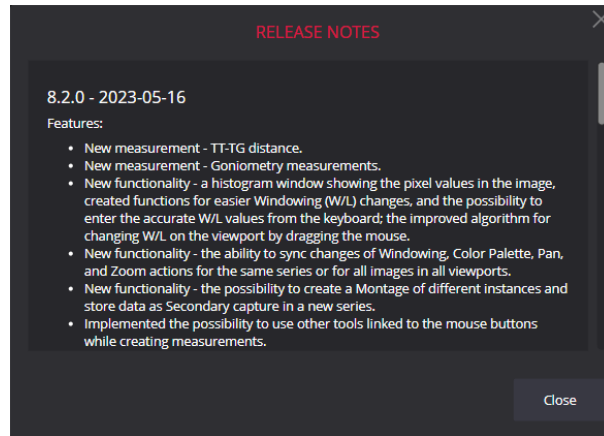 RELEASE NOTES
8.2.0 - 2023-05-16
Features:
• New measurement - TT-TG distance.
• New measurement - Goniometry measurements.
• New functionality - a histogram window showing the pixel values in the image,
created functions for easier Windowing (W/L) changes, and the possibility to
enter the accurate W/L values from the keyboard; the improved algorithm for
changing W/L on the viewport by dragging the mouse.
• New functionality - the ability to sync changes of Windowing, Color Palette, Pan,
and Zoom actions for the same series or for all images in all viewports.
• New functionality - the possibility to create a Montage of different instances and
store data as Secondary capture in a new series.
• Implemented the possibility to use other tools linked to the mouse buttons
while creating measurements.
Close